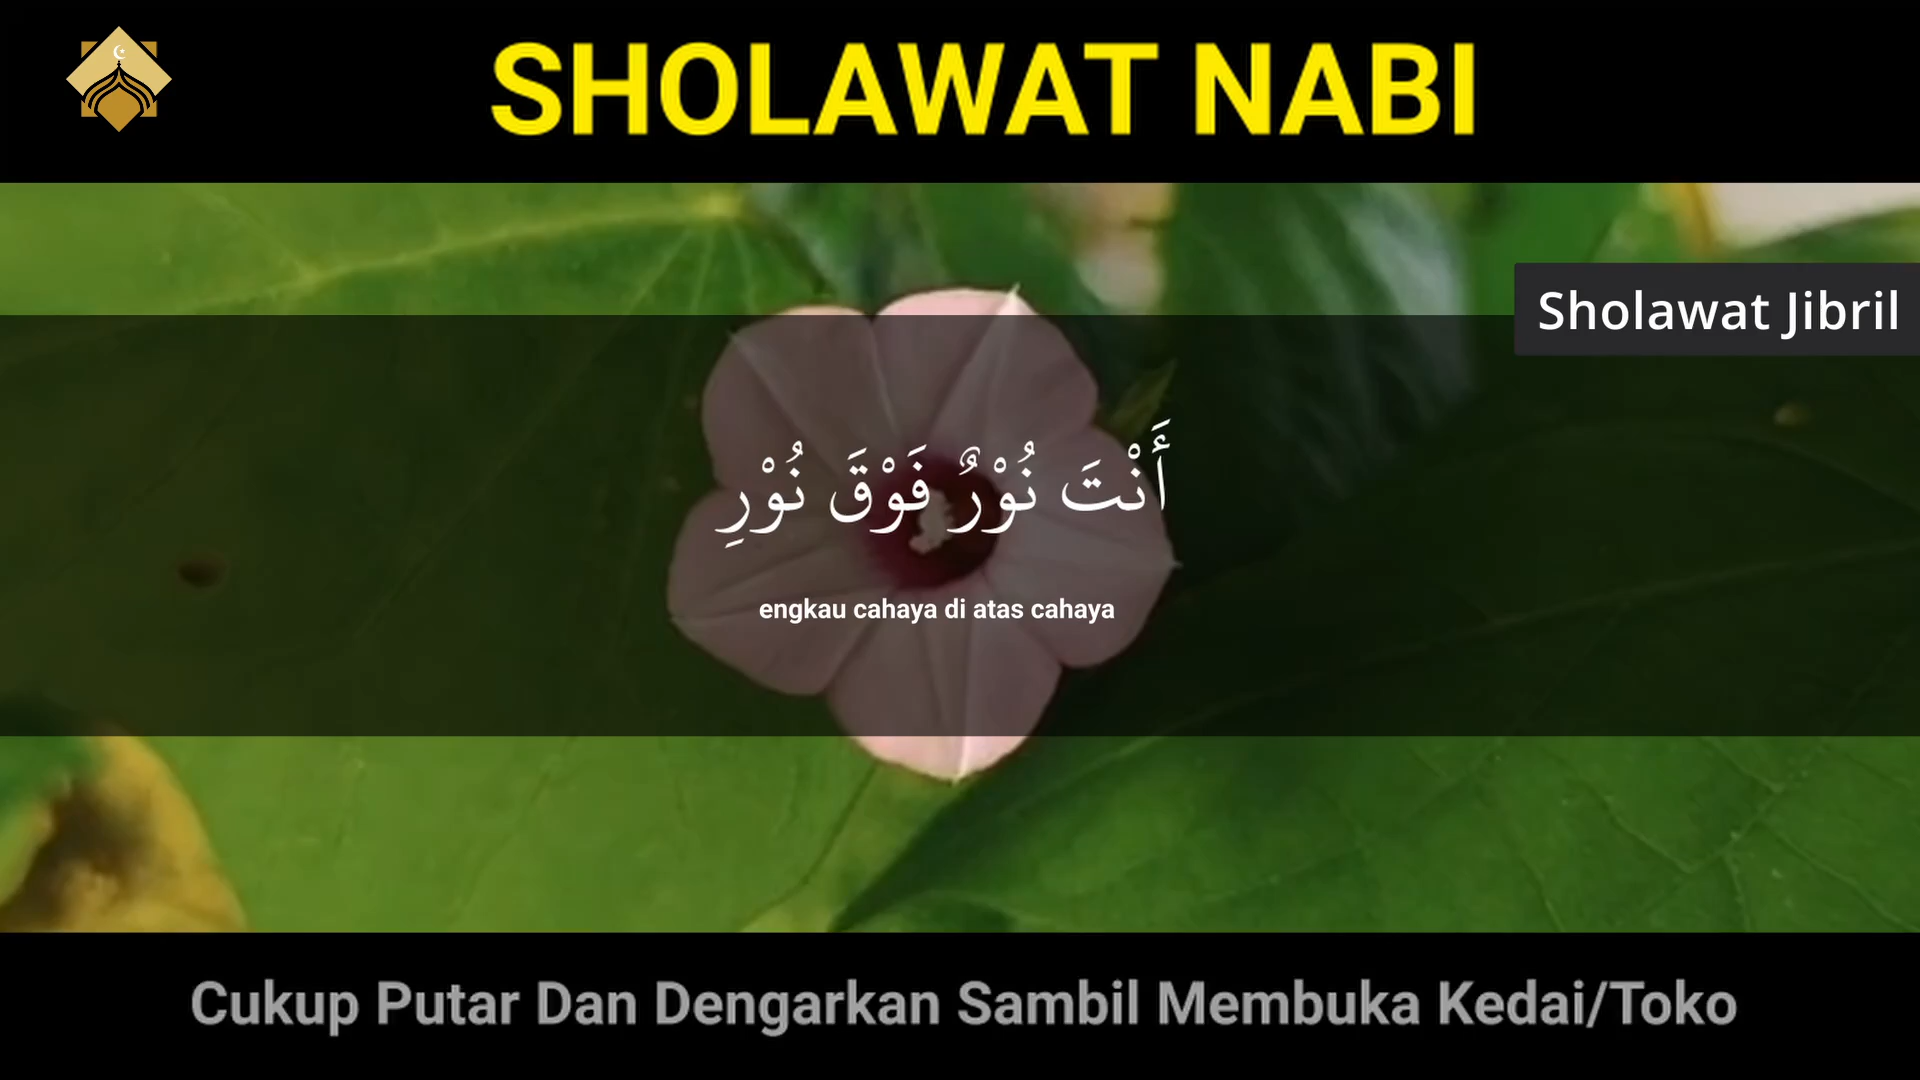 SHOLAWAT NABI
Sholawat Jibril
أَنْتَ نُوْرٌ فَوْقَ نُوْرِ
engkau cahaya di atas cahaya
Cukup Putar Dan Dengarkan Sambil Membuka Kedai/Toko